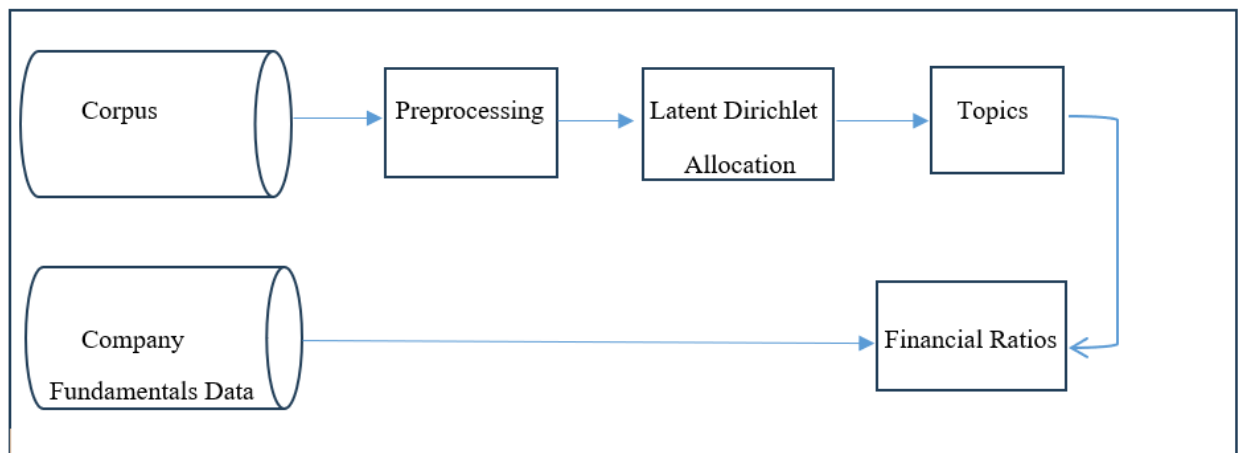 Corpus
Preprocessing
Latent Dirichlet
Allocation
Topics
Company
Fundamentals Data
Financial Ratios